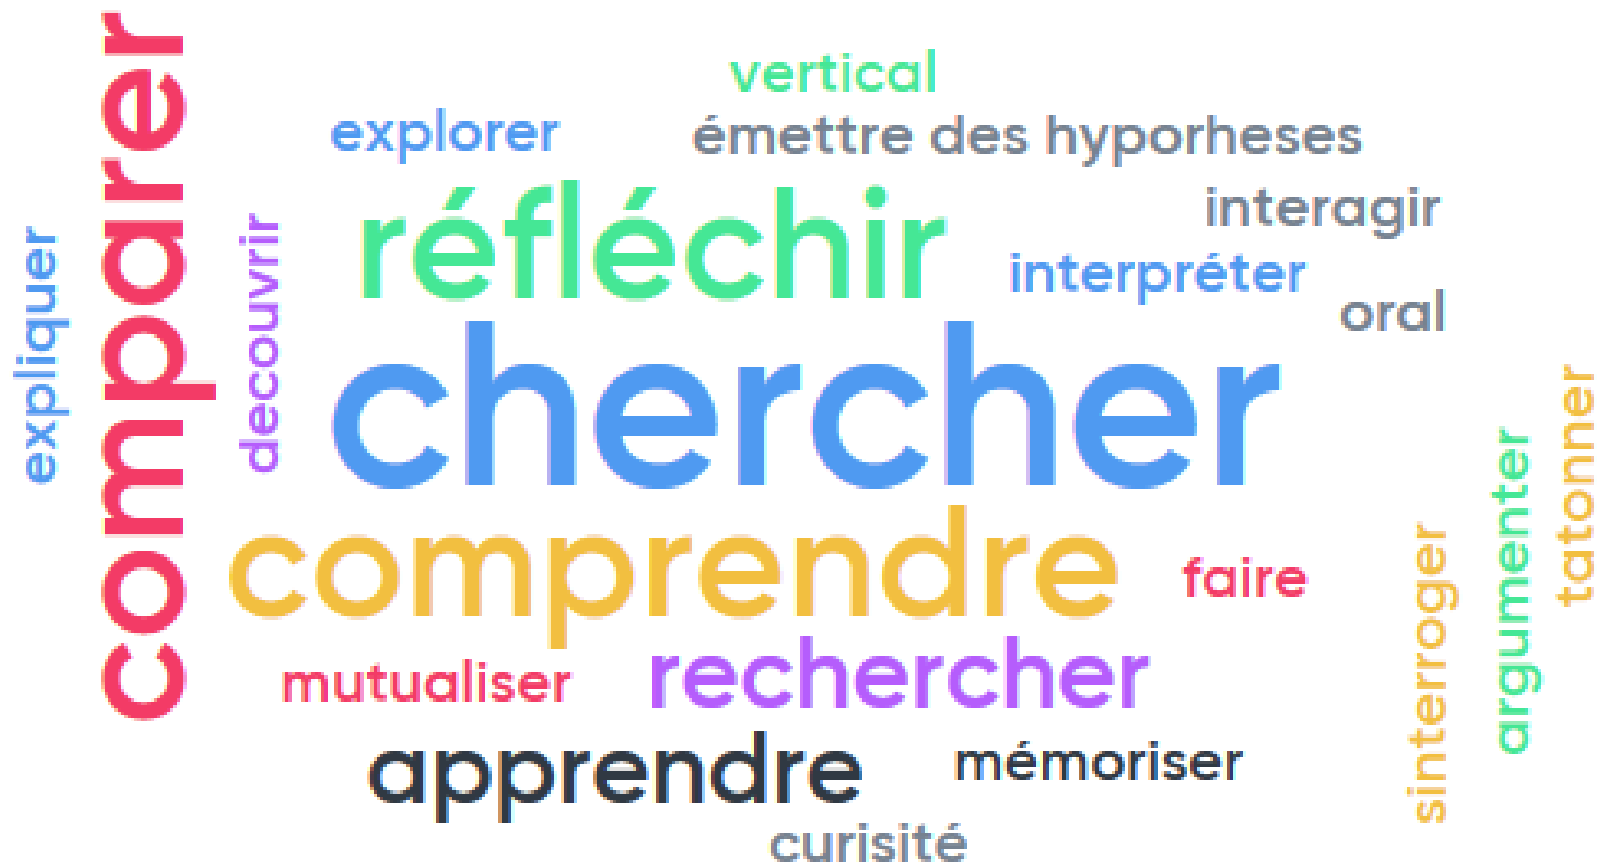 vertical
explorer
émettre des hyporheses
réfléchir
interagir
interpréter
oral
expliquer
comparer
decouvrir
chercher
comprendre
faire
mutualiser
rechercher
apprendre
mémoriser
curisité
sinterroger
argumenter
tatonner